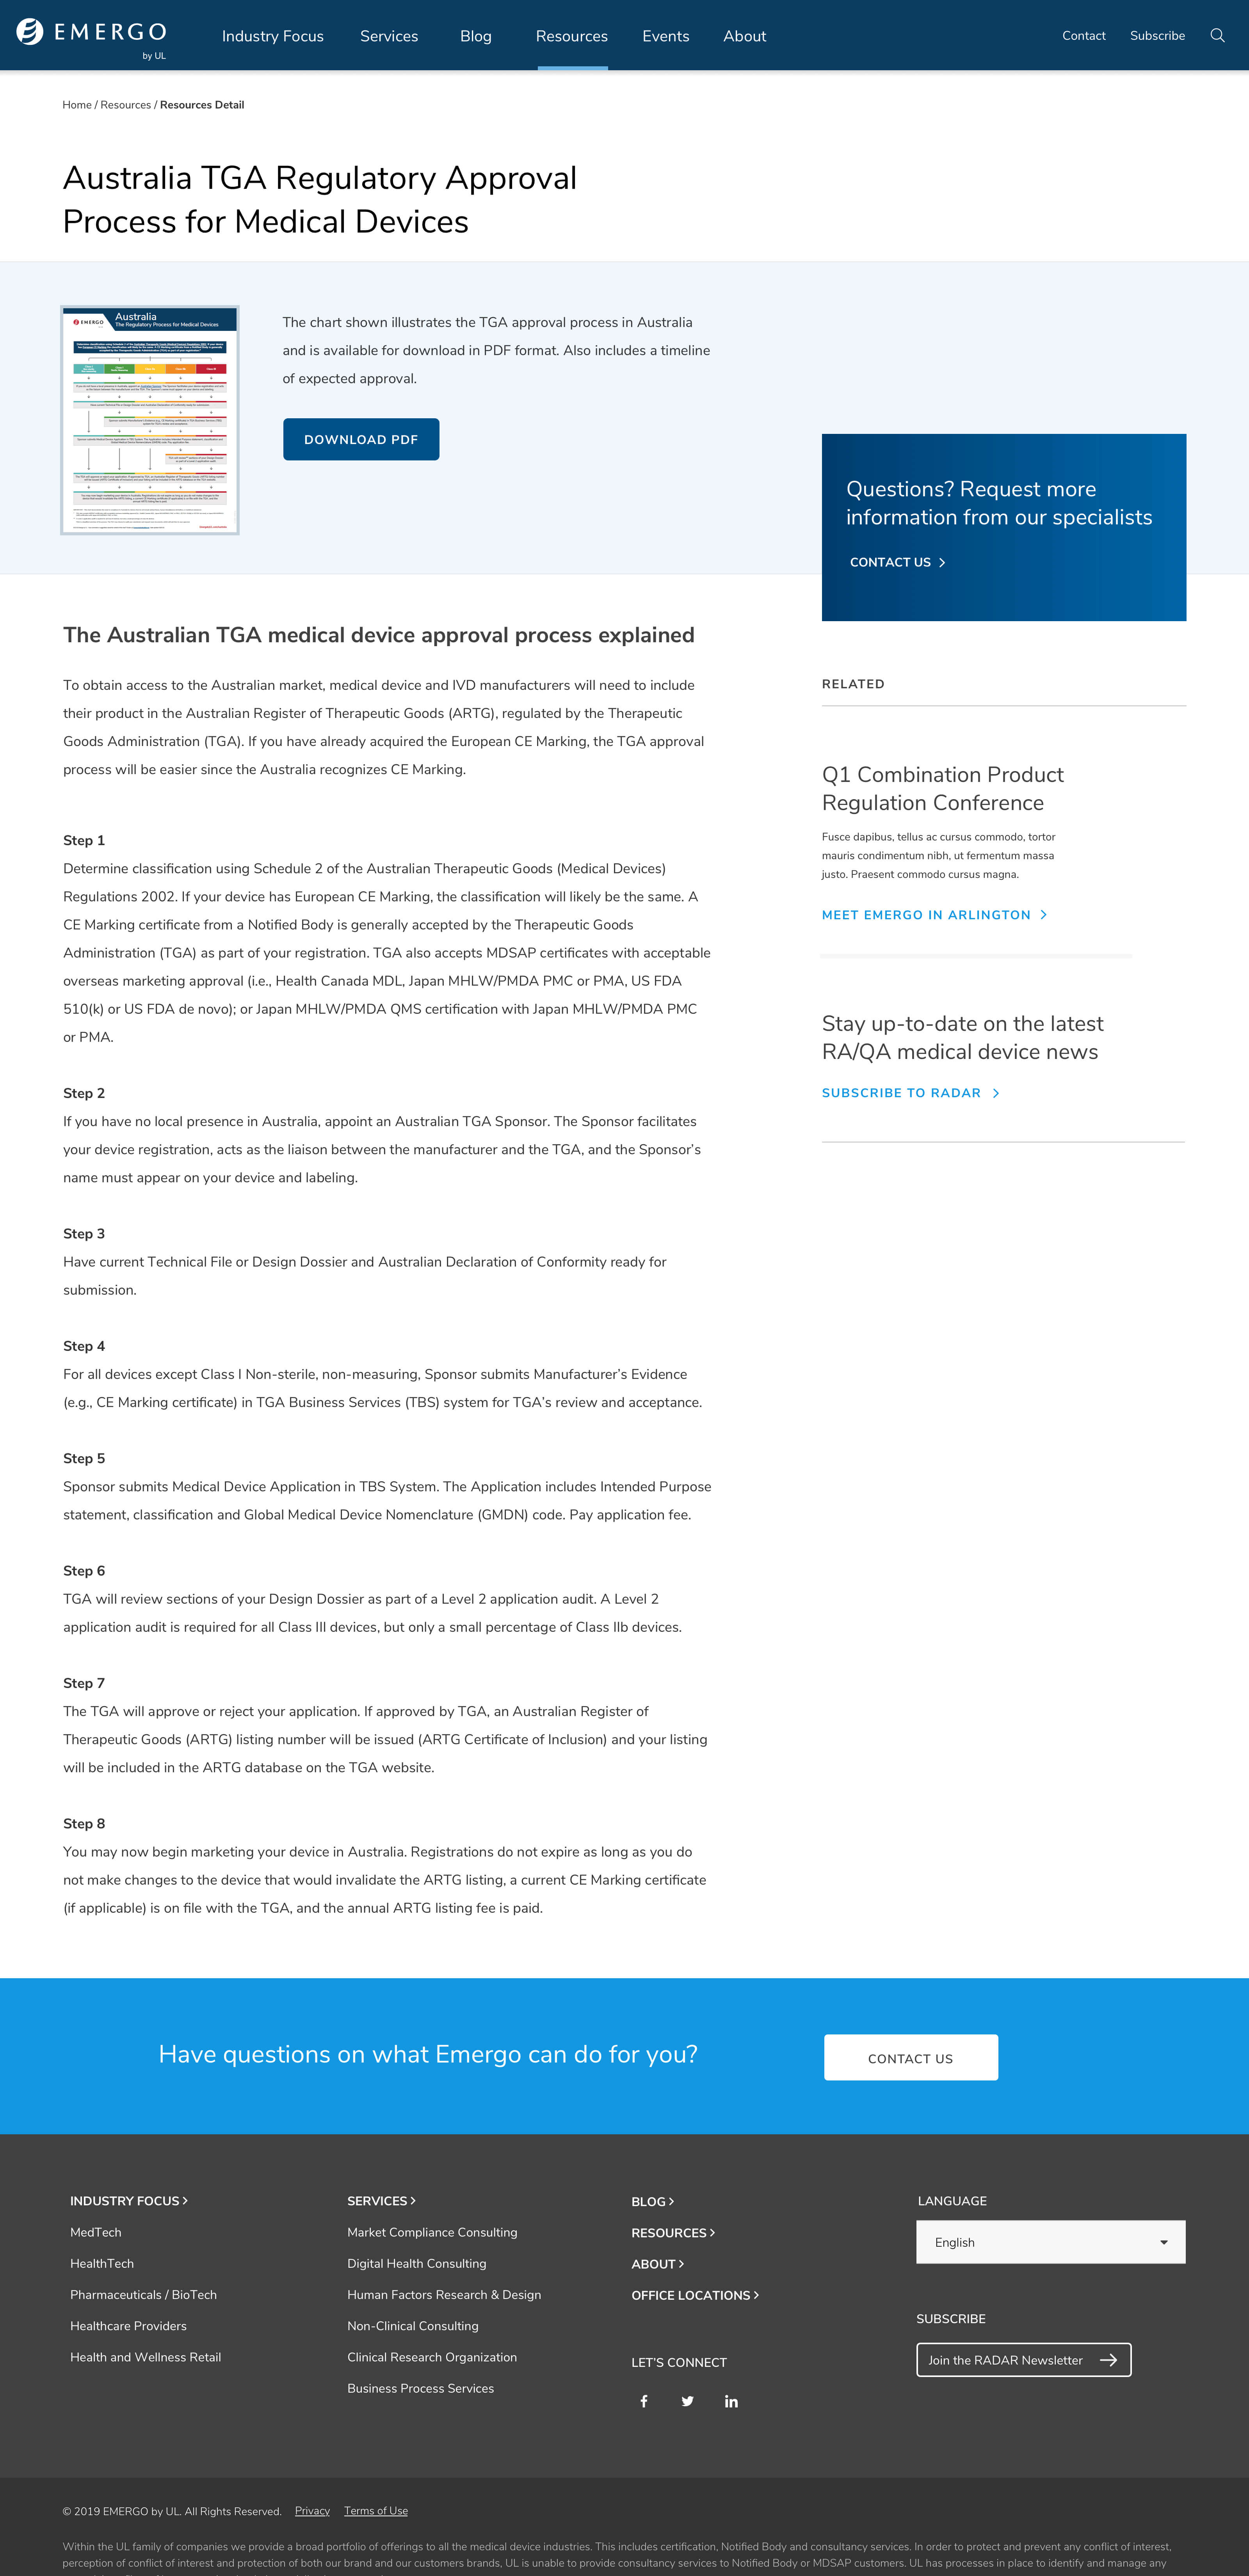 EMERGO
by UL
Industry Focus
Services
Blog
Resources
Events
About
Contact
Subscribe
Home / Resources / Resources Detail
Australia TGA Regulatory Approval
Process for Medical Devices
EMERGO
Australia
The Regulatory Process for Medical Devices
The chart shown illustrates the TGA approval process in Australia
and is available for download in PDF format. Also includes a timeline
of expected approval.
DOWNLOAD PDF
Questions? Request more
information from our specialists
CONTACT US
The Australian TGA medical device approval process explained
To obtain access to the Australian market, medical device and IVD manufacturers will need to include
their product in the Australian Register of Therapeutic Goods (ARTG), regulated by the Therapeutic
Goods Administration (TGA). If you have already acquired the European CE Marking, the TGA approval
process will be easier since the Australia recognizes CE Marking.
Step 1
Determine classification using Schedule 2 of the Australian Therapeutic Goods (Medical Devices)
Regulations 2002. If your device has European CE Marking, the classification will likely be the same. A
CE Marking certificate from a Notified Body is generally accepted by the Therapeutic Goods
Administration (TGA) as part of your registration. TGA also accepts MDSAP certificates with acceptable
overseas marketing approval (i.e., Health Canada MDL, Japan MHLW/PMDA PMC or PMA, US FDA
510(k) or US FDA de novo); or Japan MHLW/PMDA QMS certification with Japan MHLW/PMDA PMC
or PMA.
Step 2
If you have no local presence in Australia, appoint an Australian TGA Sponsor. The Sponsor facilitates
your device registration, acts as the liaison between the manufacturer and the TGA, and the Sponsor's
name must appear on your device and labeling.
Step 3
Have current Technical File or Design Dossier and Australian Declaration of Conformity ready for
submission.
Step 4
For all devices except Class I Non-sterile, non-measuring, Sponsor submits Manufacturer's Evidence
(e.g., CE Marking certificate) in TGA Business Services (TBS) system for TGA's review and acceptance.
Step 5
Sponsor submits Medical Device Application in TBS System. The Application includes Intended Purpose
statement, classification and Global Medical Device Nomenclature (GMDN) code. Pay application fee.
Step 6
TGA will review sections of your Design Dossier as part of a Level 2 application audit. A Level 2
application audit is required for all Class III devices, but only a small percentage of Class IIb devices.
Step 7
The TGA will approve or reject your application. If approved by TGA, an Australian Register of
Therapeutic Goods (ARTG) listing number will be issued (ARTG Certificate of Inclusion) and your listing
will be included in the ARTG database on the TGA website.
Step 8
You may now begin marketing your device in Australia. Registrations do not expire as long as you do
not make changes to the device that would invalidate the ARTG listing, a current CE Marking certificate
(if applicable) is on file with the TGA, and the annual ARTG listing fee is paid.
RELATED
Q1 Combination Product
Regulation Conference
Fusce dapibus, tellus ac cursus commodo, tortor
mauris condimentum nibh, ut fermentum massa
justo. Praesent commodo cursus magna.
MEET EMERGO IN ARLINGTON
Stay up-to-date on the latest
RA/QA medical device news
SUBSCRIBE TO RADAR
Have questions on what Emergo can do for you?
CONTACT US
INDUSTRY FOCUS
MedTech
HealthTech
Pharmaceuticals / BioTech
Healthcare Providers
Health and Wellness Retail
SERVICES
Market Compliance Consulting
Digital Health Consulting
Human Factors Research & Design
Non-Clinical Consulting
Clinical Research Organization
Business Process Services
BLOG
RESOURCES
ABOUT
OFFICE LOCATIONS
LET'S CONNECT
LANGUAGE
English
SUBSCRIBE
Join the RADAR Newsletter
© 2019 EMERGO by UL. All Rights Reserved. Privacy Terms of Use
Within the UL family of companies we provide a broad portfolio of offerings to all the medical device industries. This includes certification, Notified Body and consultancy services. In order to protect and prevent any conflict of interest,
perception of conflict of interest and protection of both our brand and our customers brands, UL is unable to provide consultancy services to Notified Body or MDSAP customers. UL has processes in place to identify and manage any